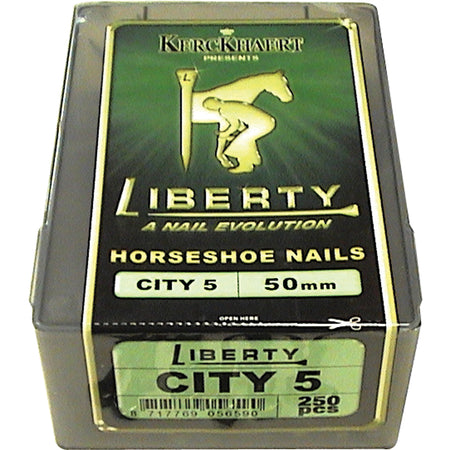 KERCKHAERT
PRESENTS
L
LIBERTY
A NAIL EVOLUTION
HORSESHOE NAILS
CITY 5 50mm
OPEN HERE
LIBERTY
CITY 5
8 717769 056590
250
pcs